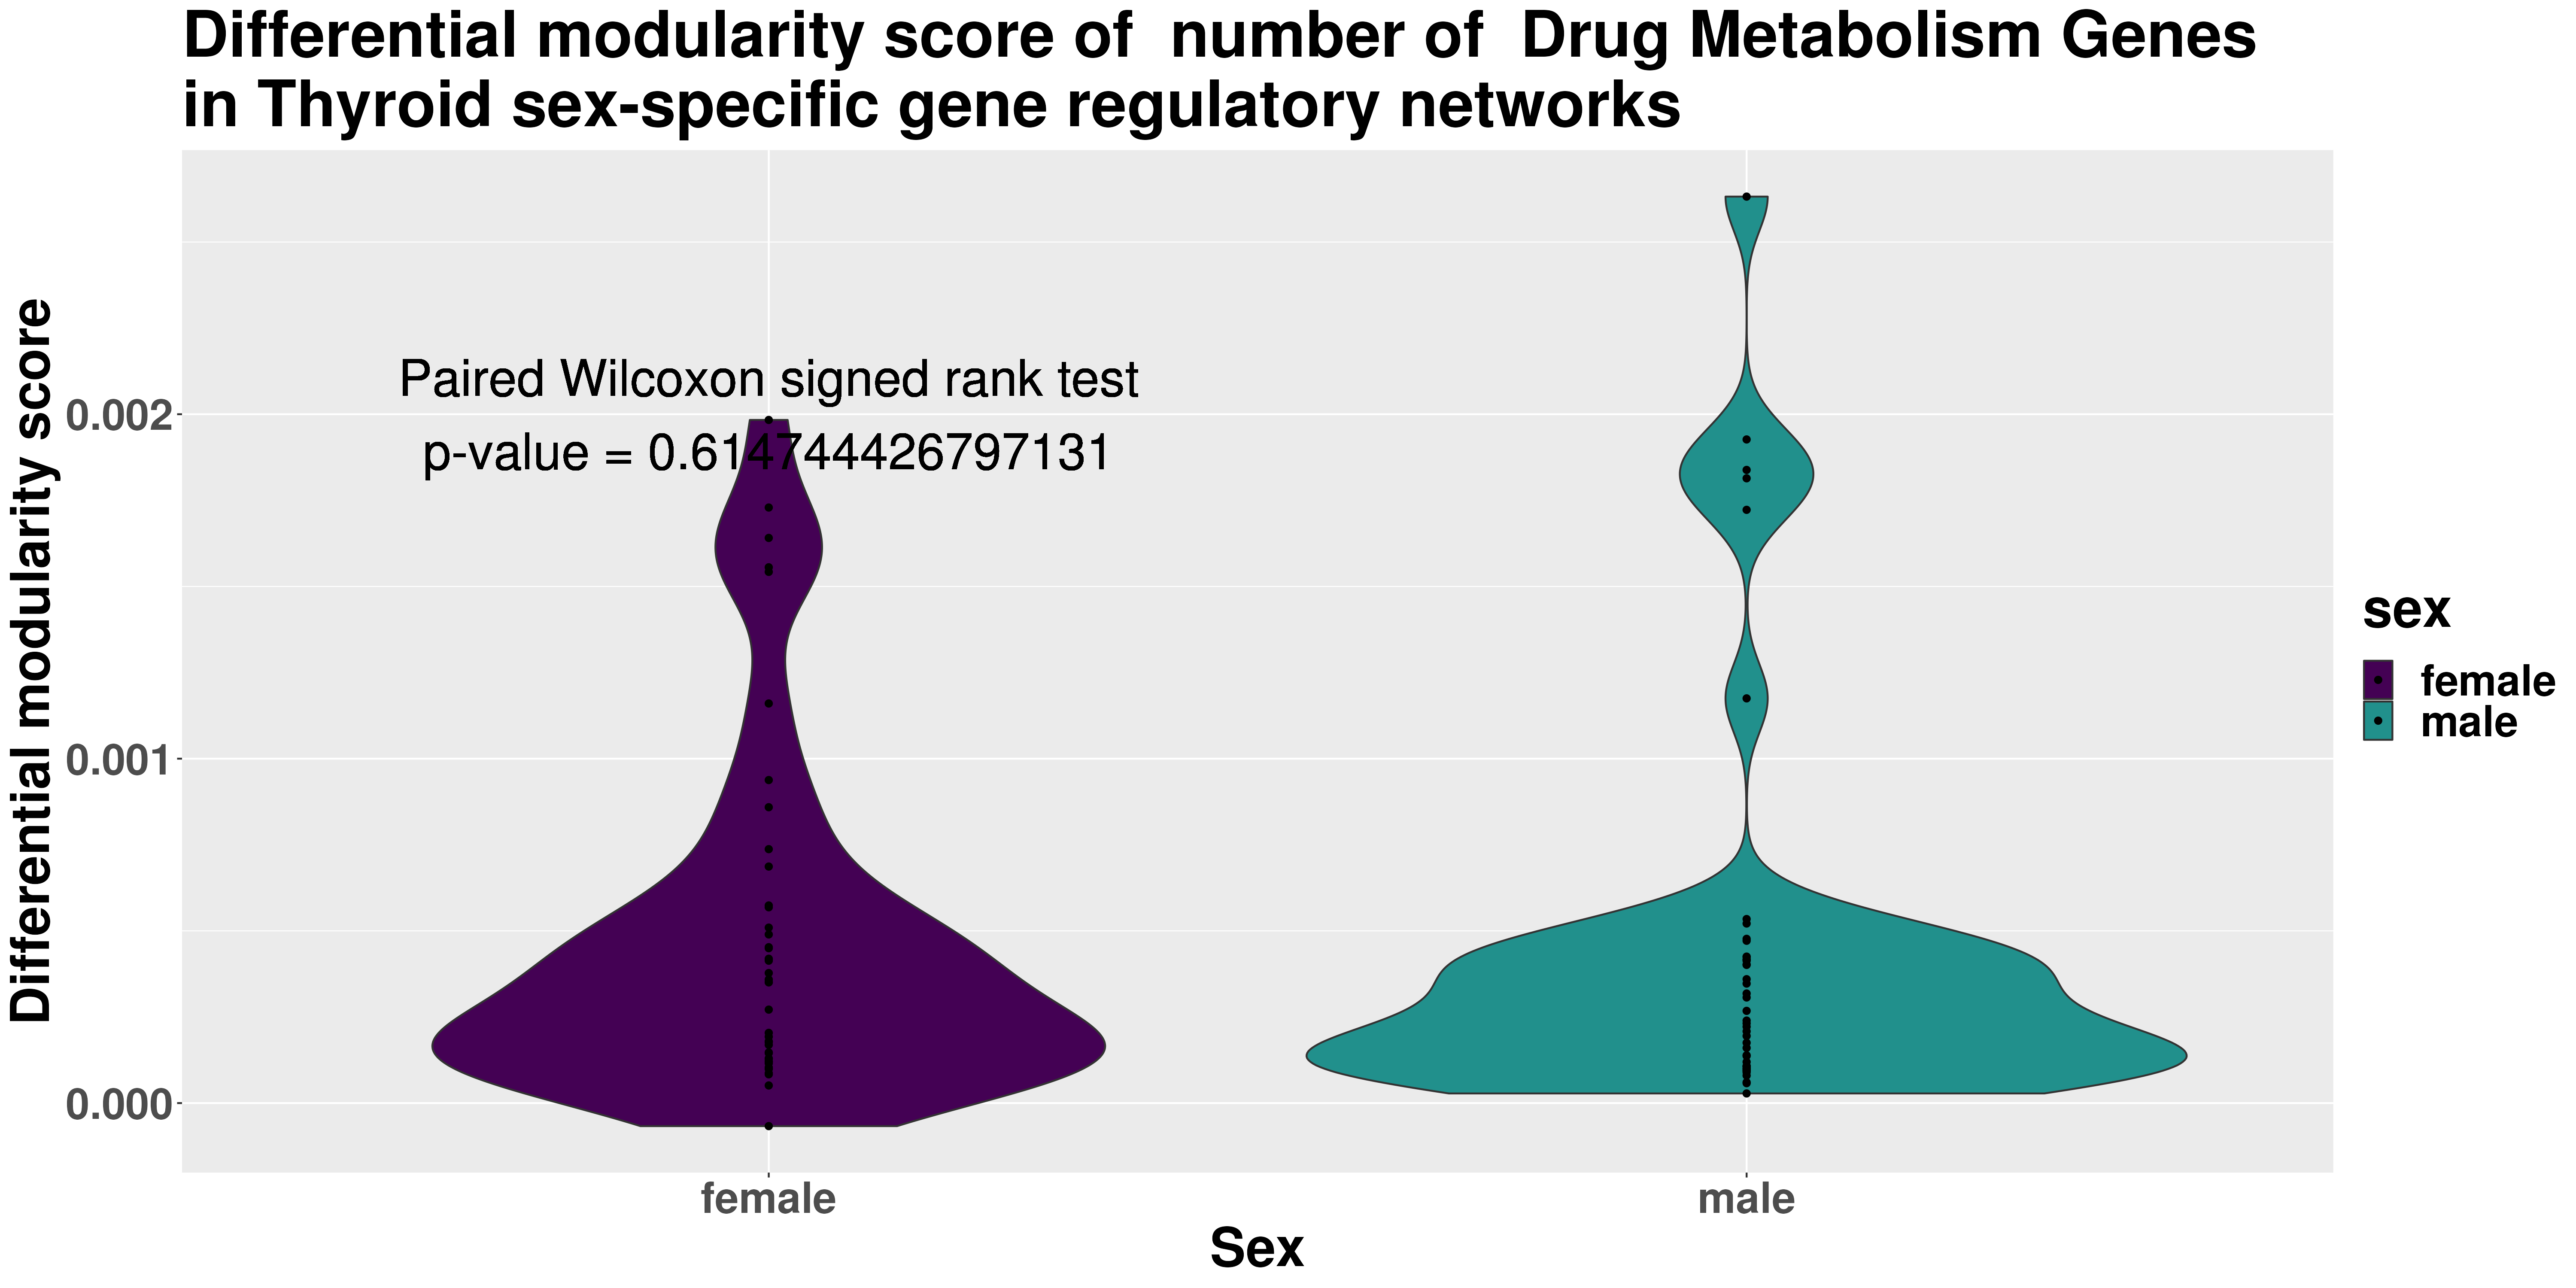 Differential modularity score of  number of  Drug Metabolism Genes
in Thyroid sex-specific gene regulatory networks
Differential modularity score
0.002
0.001
0.000
Paired Wilcoxon signed rank test
p-value = 0.614744426797131
female
male
Sex
sex
female
male